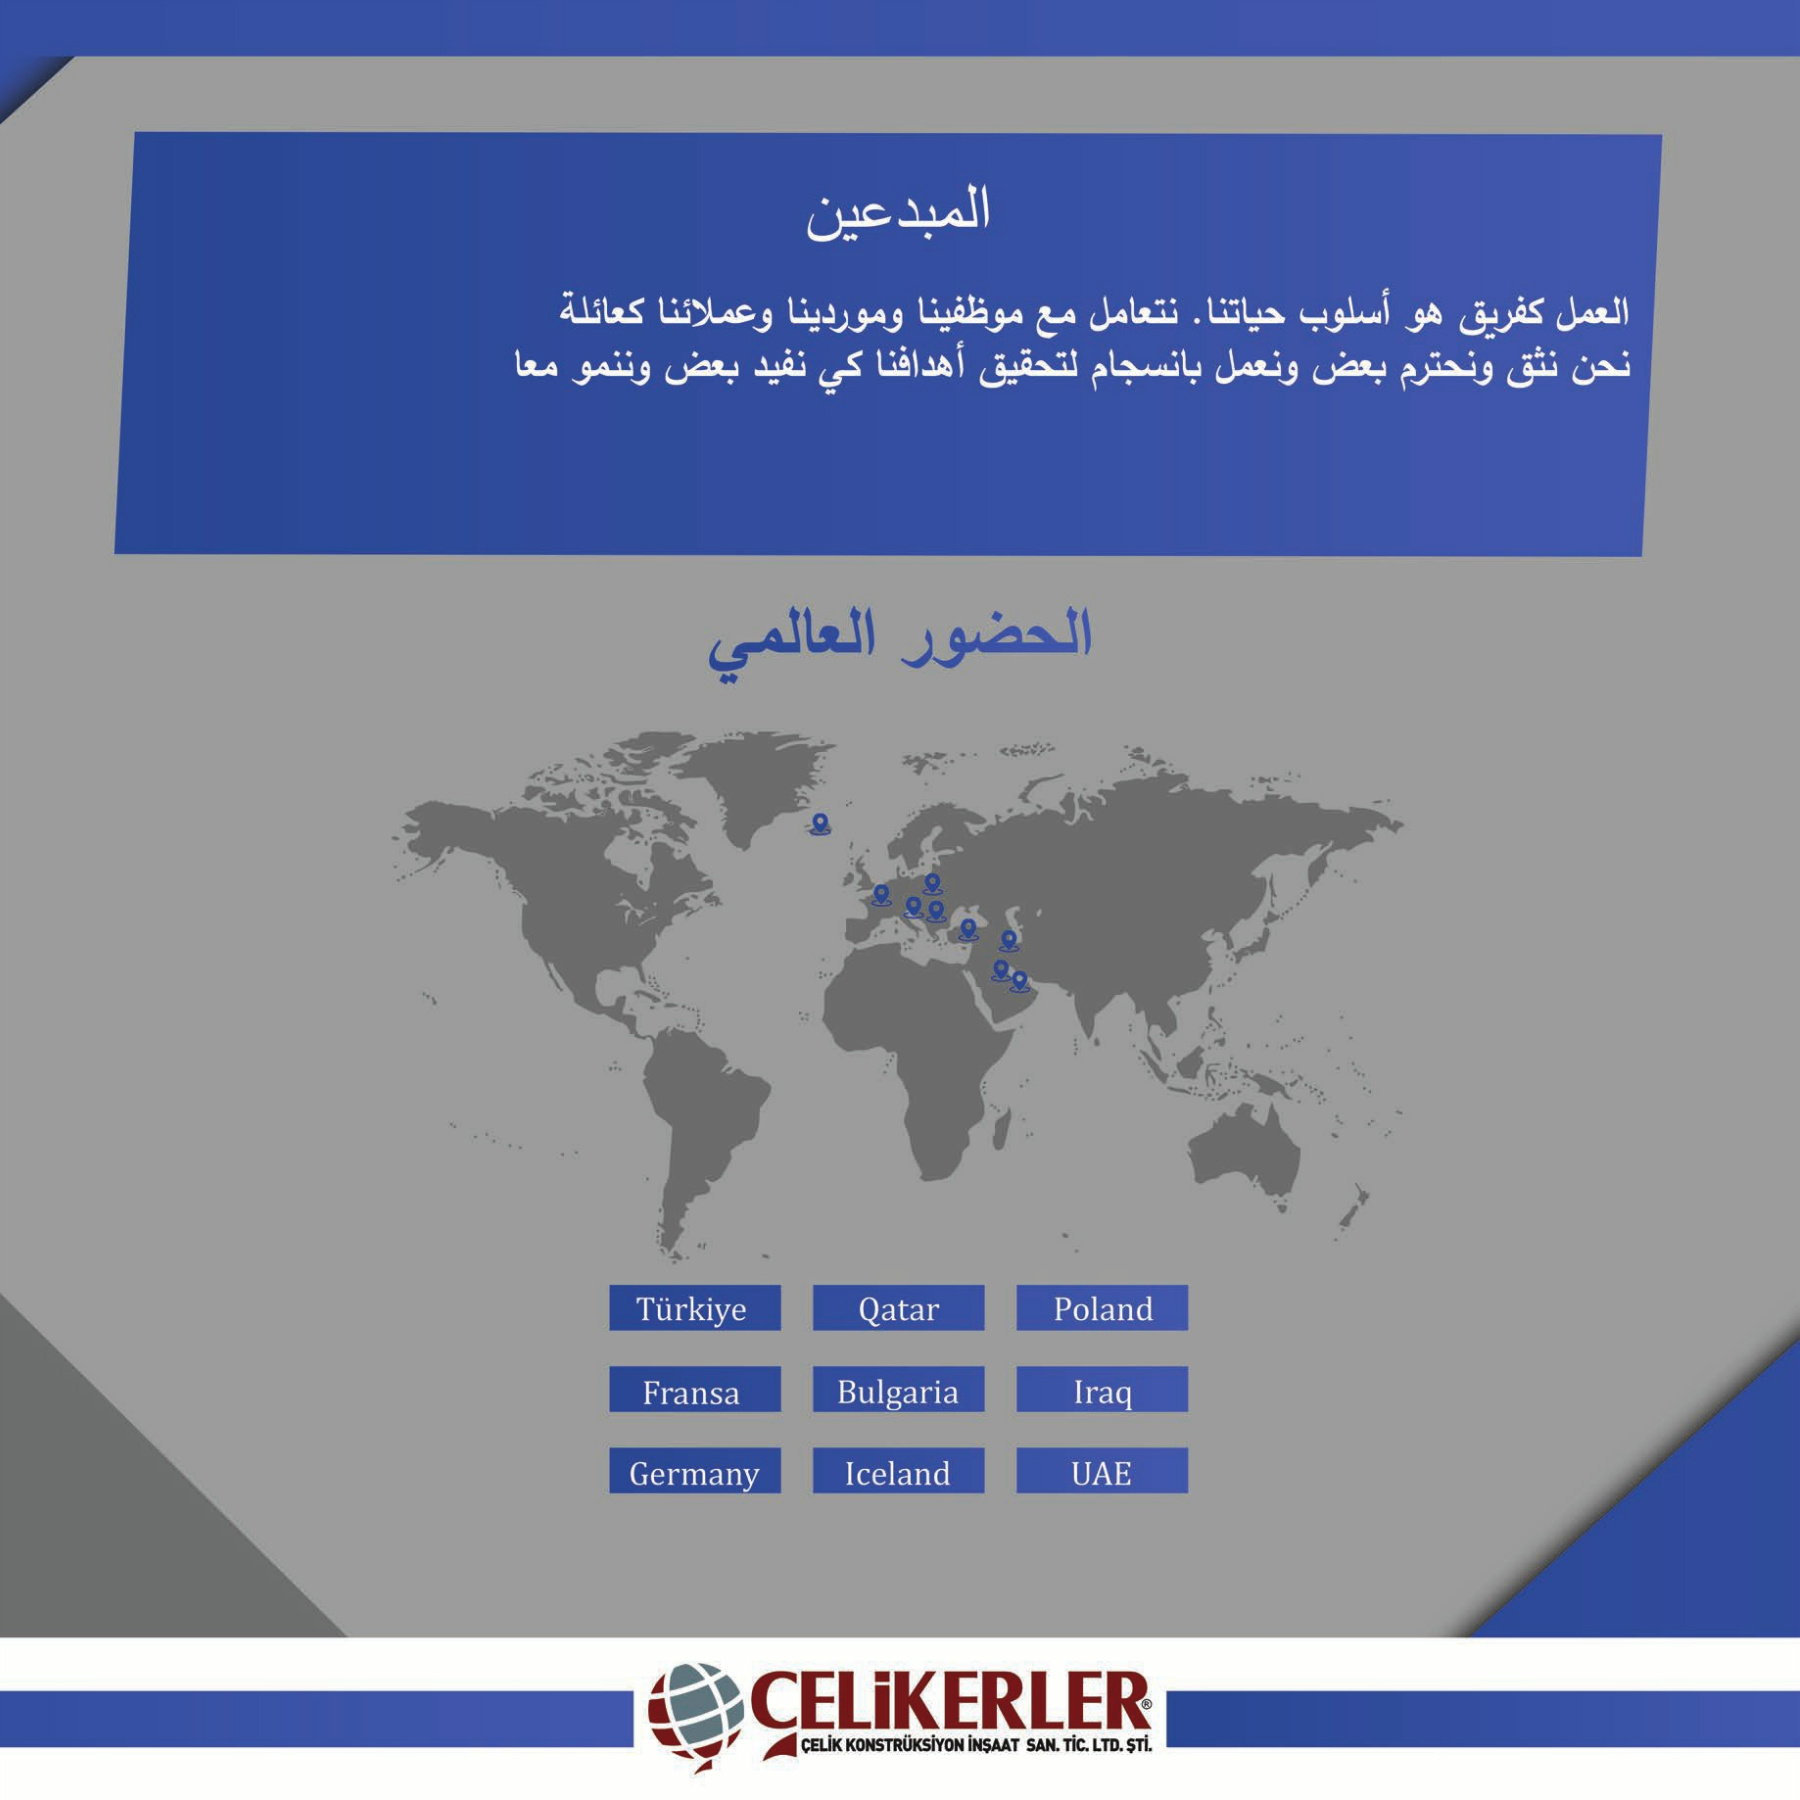 المبدعين
العمل كفريق هو أسلوب حياتنا. نتعامل مع موظفينا وموردينا وعملائنا كعائلة
نحن نثق ونحترم بعض ونعمل بانسجام لتحقيق أهدافنا كي نفيد بعض وننمو معا
الحضور العالمي
Türkiye Qatar Poland
Fransa Bulgaria Iraq
Germany Iceland UAE
ÇELiKERLER®
ÇELİK KONSTRÜKSİYON İNŞAAT SAN. TİC. LTD. ŞTİ.